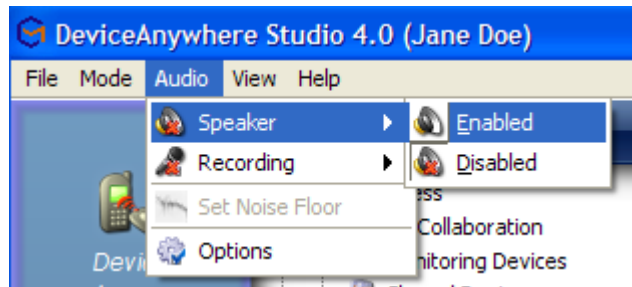 DeviceAnywhere Studio 4.0 (Jane Doe)
File Mode Audio View Help
Speaker
Enabled
Recording
Disabled
Set Noise Floor
Collaboration
Options
nitoring Devices